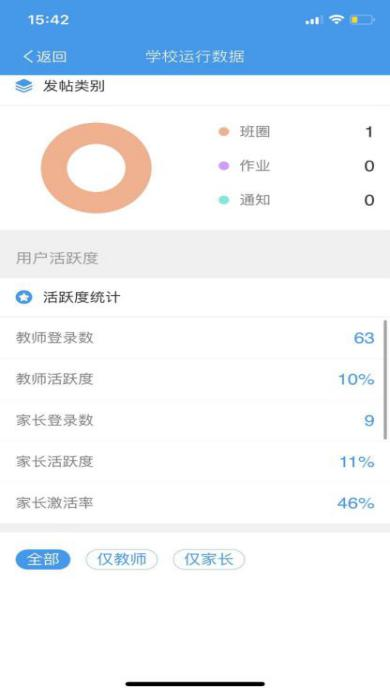 15:42
返回 学校运行数据
发帖类别
班圈 1
作业 0
通知 0
用户活跃度
活跃度统计
教师登录数 63
教师活跃度 10%
家长登录数 9
家长活跃度 11%
家长激活率 46%
全部 仅教师 仅家长